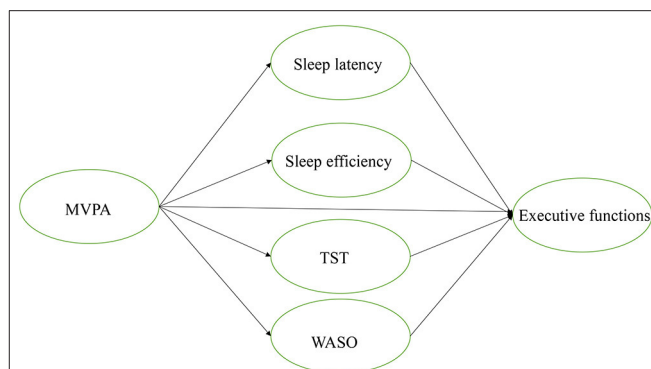 Sleep latency
Sleep efficiency
MVPA
Executive functions
TST
WASO